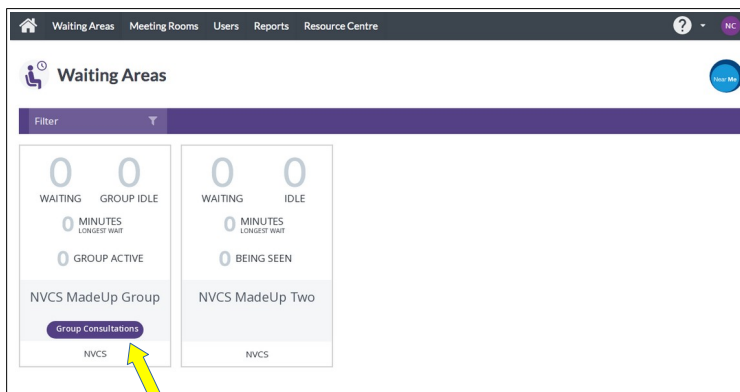 Waiting Areas Meeting Rooms Users Reports Resource Centre ? NC
Waiting Areas
Near Me
Filter
0 0
WAITING GROUP IDLE
0 MINUTES
LONGEST WAIT
0 GROUP ACTIVE
NVCS MadeUp Group
Group Consultations
NVCS
0 0
WAITING IDLE
0 MINUTES
LONGEST WAIT
0 BEING SEEN
NVCS MadeUp Two
NVCS